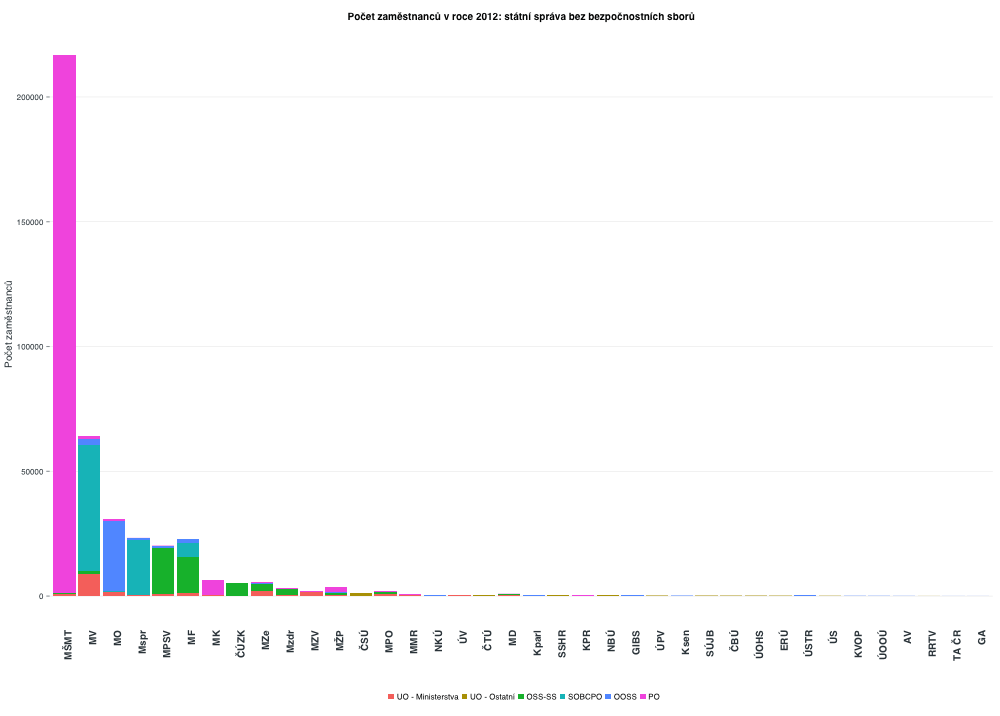 Počet zaměstnanců v roce 2012: státní správa bez bezpočnostních sborů
Počet zaměstnanců
200000
150000
100000
50000
0
MŠMT
MV
MO
Mspr
MPSV
MF
MK
ČÚZK
MZe
Mzdr
MZV
MŽP
ČSÚ
MPO
MMR
NKÚ
ÚV
ČTÚ
MD
Kparl
SSHR
KPR
NBÚ
GIBS
ÚPV
Ksen
SÚJB
ČBÚ
ÚOHS
ERÚ
ÚSTR
ÚS
KVOP
ÚOOÚ
AV
RRTV
TA ČR
GA
UO - Ministerstva UO - Ostatní OSS-SS SOBCPO OOSS PO